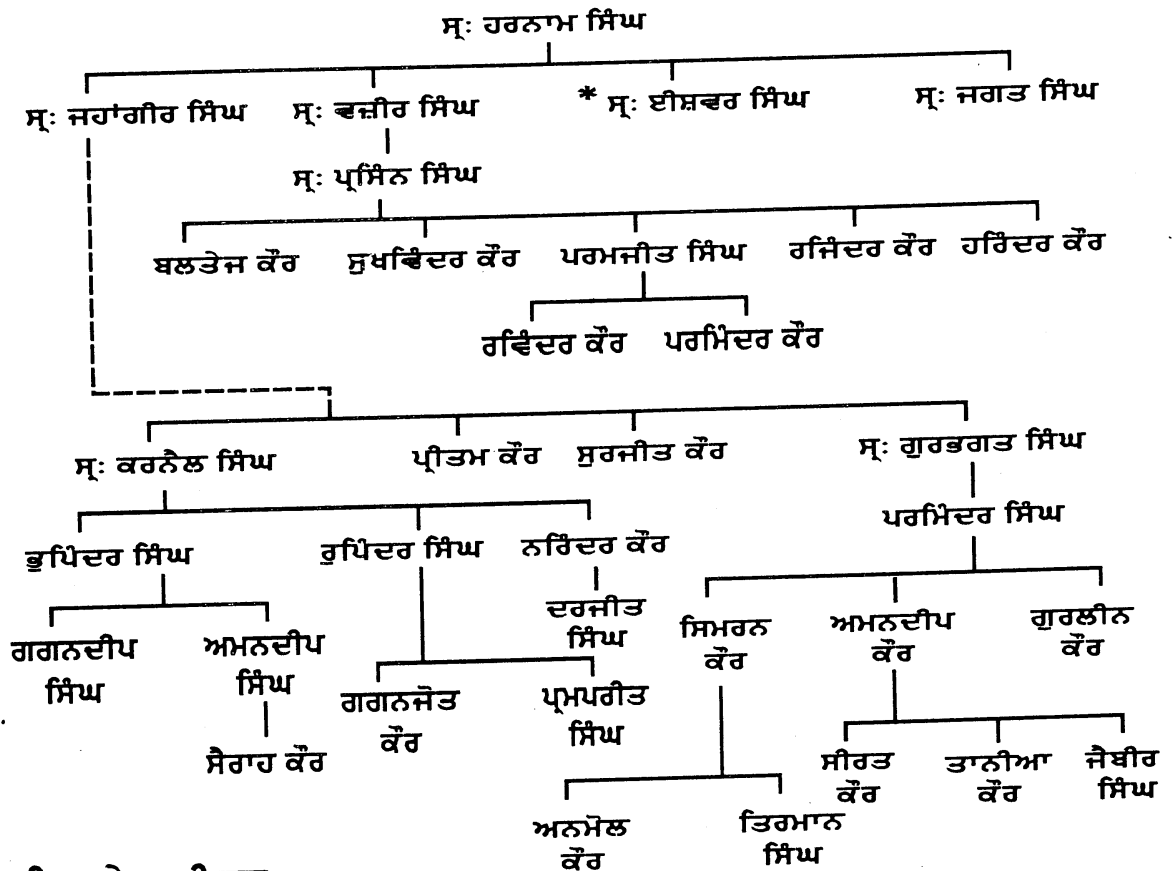 ਸ੍ਰ: ਹਰਨਾਮ ਸਿੰਘ
ਸ੍ਰ: ਜਹਾਂਗੀਰ ਸਿੰਘ
ਸ੍ਰ: ਵਜ਼ੀਰ ਸਿੰਘ
* ਸ੍ਰ: ਈਸ਼ਵਰ ਸਿੰਘ
ਸ੍ਰ: ਜਗਤ ਸਿੰਘ
ਸ੍ਰ: ਪ੍ਰਸਿੰਨ ਸਿੰਘ
ਬਲਤੇਜ ਕੌਰ
ਸੁਖਵਿੰਦਰ ਕੌਰ
ਪਰਮਜੀਤ ਸਿੰਘ
ਰਜਿੰਦਰ ਕੌਰ
ਹਰਿੰਦਰ ਕੌਰ
ਰਵਿੰਦਰ ਕੌਰ
ਪਰਮਿੰਦਰ ਕੌਰ
ਸ੍ਰ: ਕਰਨੈਲ ਸਿੰਘ
ਪ੍ਰੀਤਮ ਕੌਰ
ਸੁਰਜੀਤ ਕੌਰ
ਸ੍ਰ: ਗੁਰਭਗਤ ਸਿੰਘ
ਭੁਪਿੰਦਰ ਸਿੰਘ
ਰੁਪਿੰਦਰ ਸਿੰਘ
ਨਰਿੰਦਰ ਕੌਰ
ਪਰਮਿੰਦਰ ਸਿੰਘ
ਗਗਨਦੀਪ
ਸਿੰਘ
ਅਮਨਦੀਪ
ਸਿੰਘ
ਦਰਜੀਤ
ਸਿੰਘ
ਸਿਮਰਨ
ਕੌਰ
ਅਮਨਦੀਪ
ਕੌਰ
ਗੁਰਲੀਨ
ਕੌਰ
ਸੈਰਾਹ ਕੌਰ
ਗਗਨਜੋਤ
ਕੌਰ
ਪ੍ਰਮਪਰੀਤ
ਸਿੰਘ
ਸੀਰਤ
ਕੌਰ
ਤਾਨੀਆ
ਕੌਰ
ਜੈਬੀਰ
ਸਿੰਘ
ਅਨਮੋਲ
ਕੌਰ
ਤਿਰਮਾਨ
ਸਿੰਘ